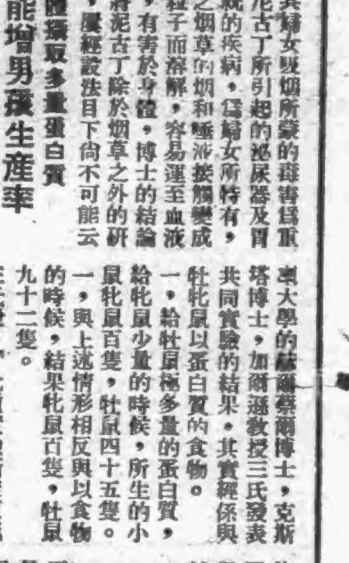 其婦女吸烟所蒙的毒害爲重
尼古丁所引起的泌尿器及胃
的疾病,爲婦女所特有,
之烟草的烟和唾液接觸變成
粒子而溶解,容易運至血液
,有害於身體,博士的結論
將泥古丁除於烟草之外的研
,屢經設法目下尚不可能云
體攝取多量蛋白質
能增男孩生產率
大學的蔡爾博士,克斯
塔博士,加爾遜教授三氏發表
共同實驗的結果,其實經係與
牡牝鼠以蛋白質的食物。
一,給牡鼠極多量的蛋白質,
給牝鼠少量的時候,所生的小
鼠牝鼠百隻,牡鼠四十五隻。
一,與上述情形相反與以食物
的時候,結果牝鼠百隻,牡鼠
九十二隻。